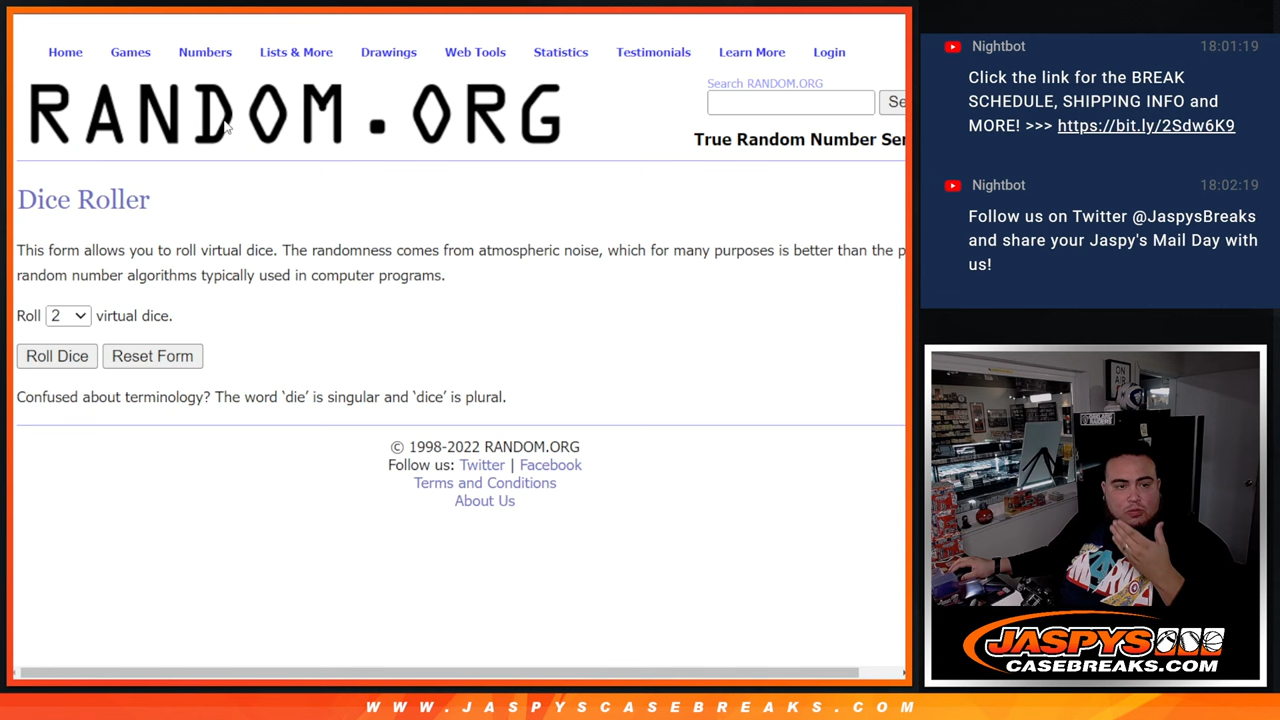 Home Games Numbers Lists & More Drawings Web Tools Statistics Testimonials Learn More Login
RANDOM.ORG
Search RANDOM.ORG
Se
True Random Number Ser
Dice Roller
This form allows you to roll virtual dice. The randomness comes from atmospheric noise, which for many purposes is better than the p
random number algorithms typically used in computer programs.
Roll 2 virtual dice.
Roll Dice Reset Form
Confused about terminology? The word ‘die’ is singular and ‘dice’ is plural.
© 1998-2022 RANDOM.ORG
Follow us: Twitter | Facebook
Terms and Conditions
About Us
Nightbot 18:01:19
Click the link for the BREAK
SCHEDULE, SHIPPING INFO and
MORE! >>> https://bit.ly/2Sdw6K9
Nightbot 18:02:19
Follow us on Twitter @JaspysBreaks
and share your Jaspy's Mail Day with
us!
ON
AIR
JASPYS
CASEBREAKS.COM
WWW.JASPYSCASEBREAKS.COM